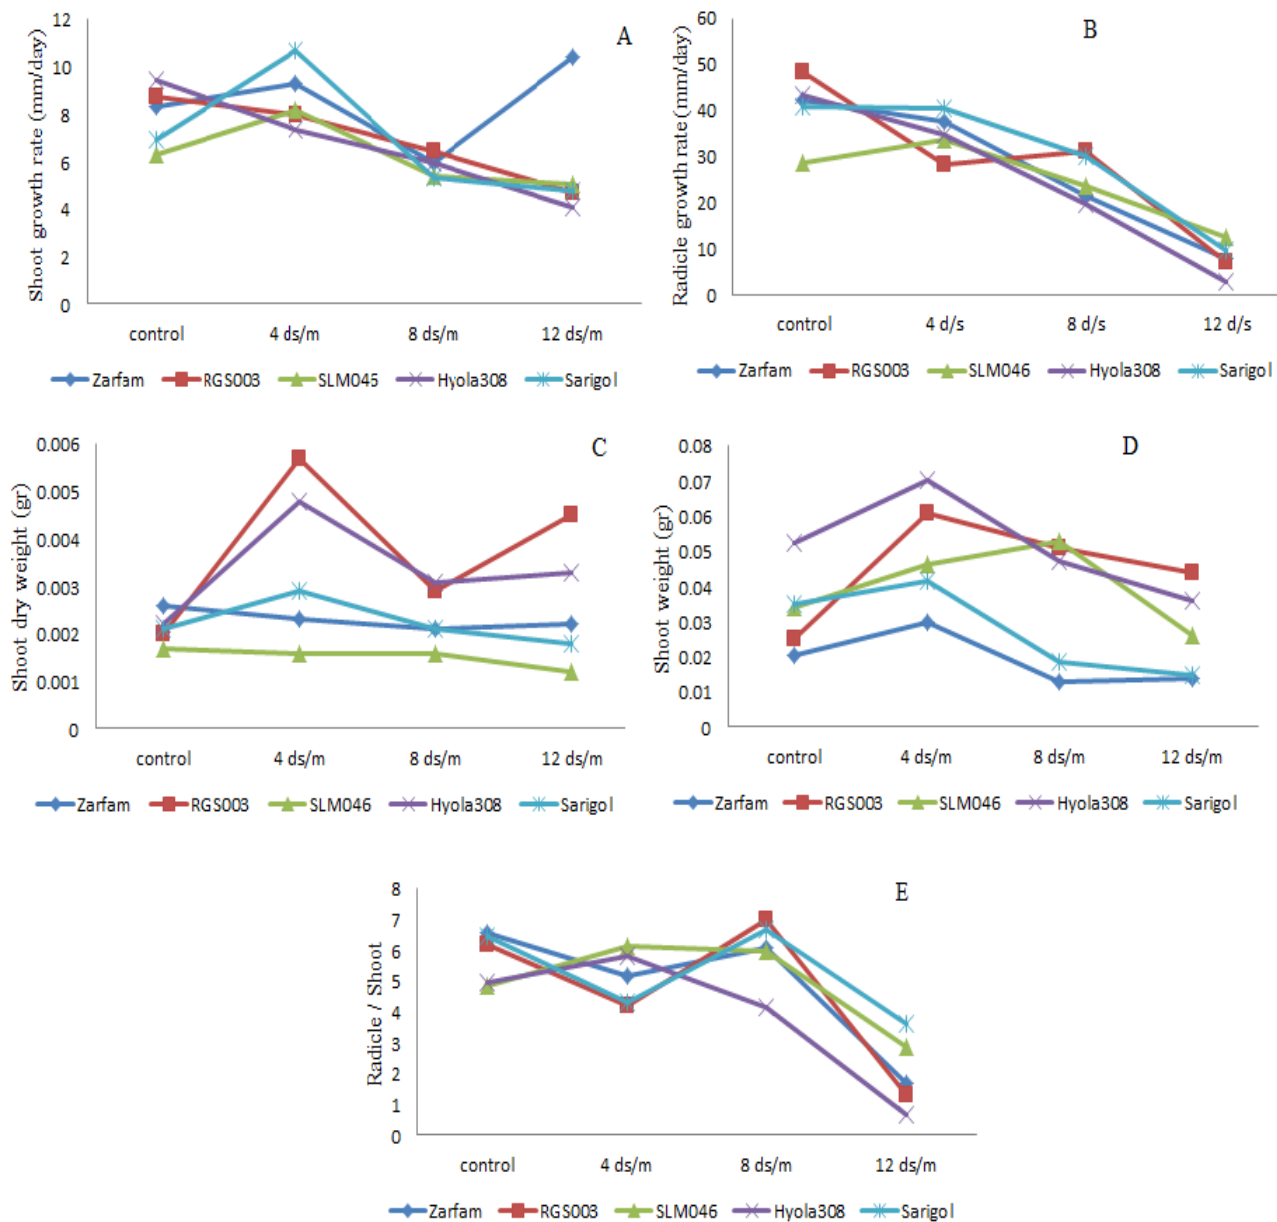 A
Shoot growth rate (mm/day)
12
10
8
6
4
2
0
control 4 ds/m 8 ds/m 12 ds/m
Zarfam RGS003 SLM045 Hyola308 Sarigol
B
Radicle growth rate (mm/day)
60
50
40
30
20
10
0
control 4 d/s 8 d/s 12 d/s
Zarfam RGS003 SLM046 Hyola308 Sarigol
C
Shoot dry weight (gr)
0.006
0.005
0.004
0.003
0.002
0.001
0
control 4 ds/m 8 ds/m 12 ds/m
Zarfam RGS003 SLM046 Hyola308 Sarigol
D
Shoot weight (gr)
0.08
0.07
0.06
0.05
0.04
0.03
0.02
0.01
0
control 4 ds/m 8 ds/m 12 ds/m
Zarfam RGS003 SLM046 Hyola308 Sarigol
E
Radicle / Shoot
8
7
6
5
4
3
2
1
0
control 4 ds/m 8 ds/m 12 ds/m
Zarfam RGS003 SLM046 Hyola308 Sarigol